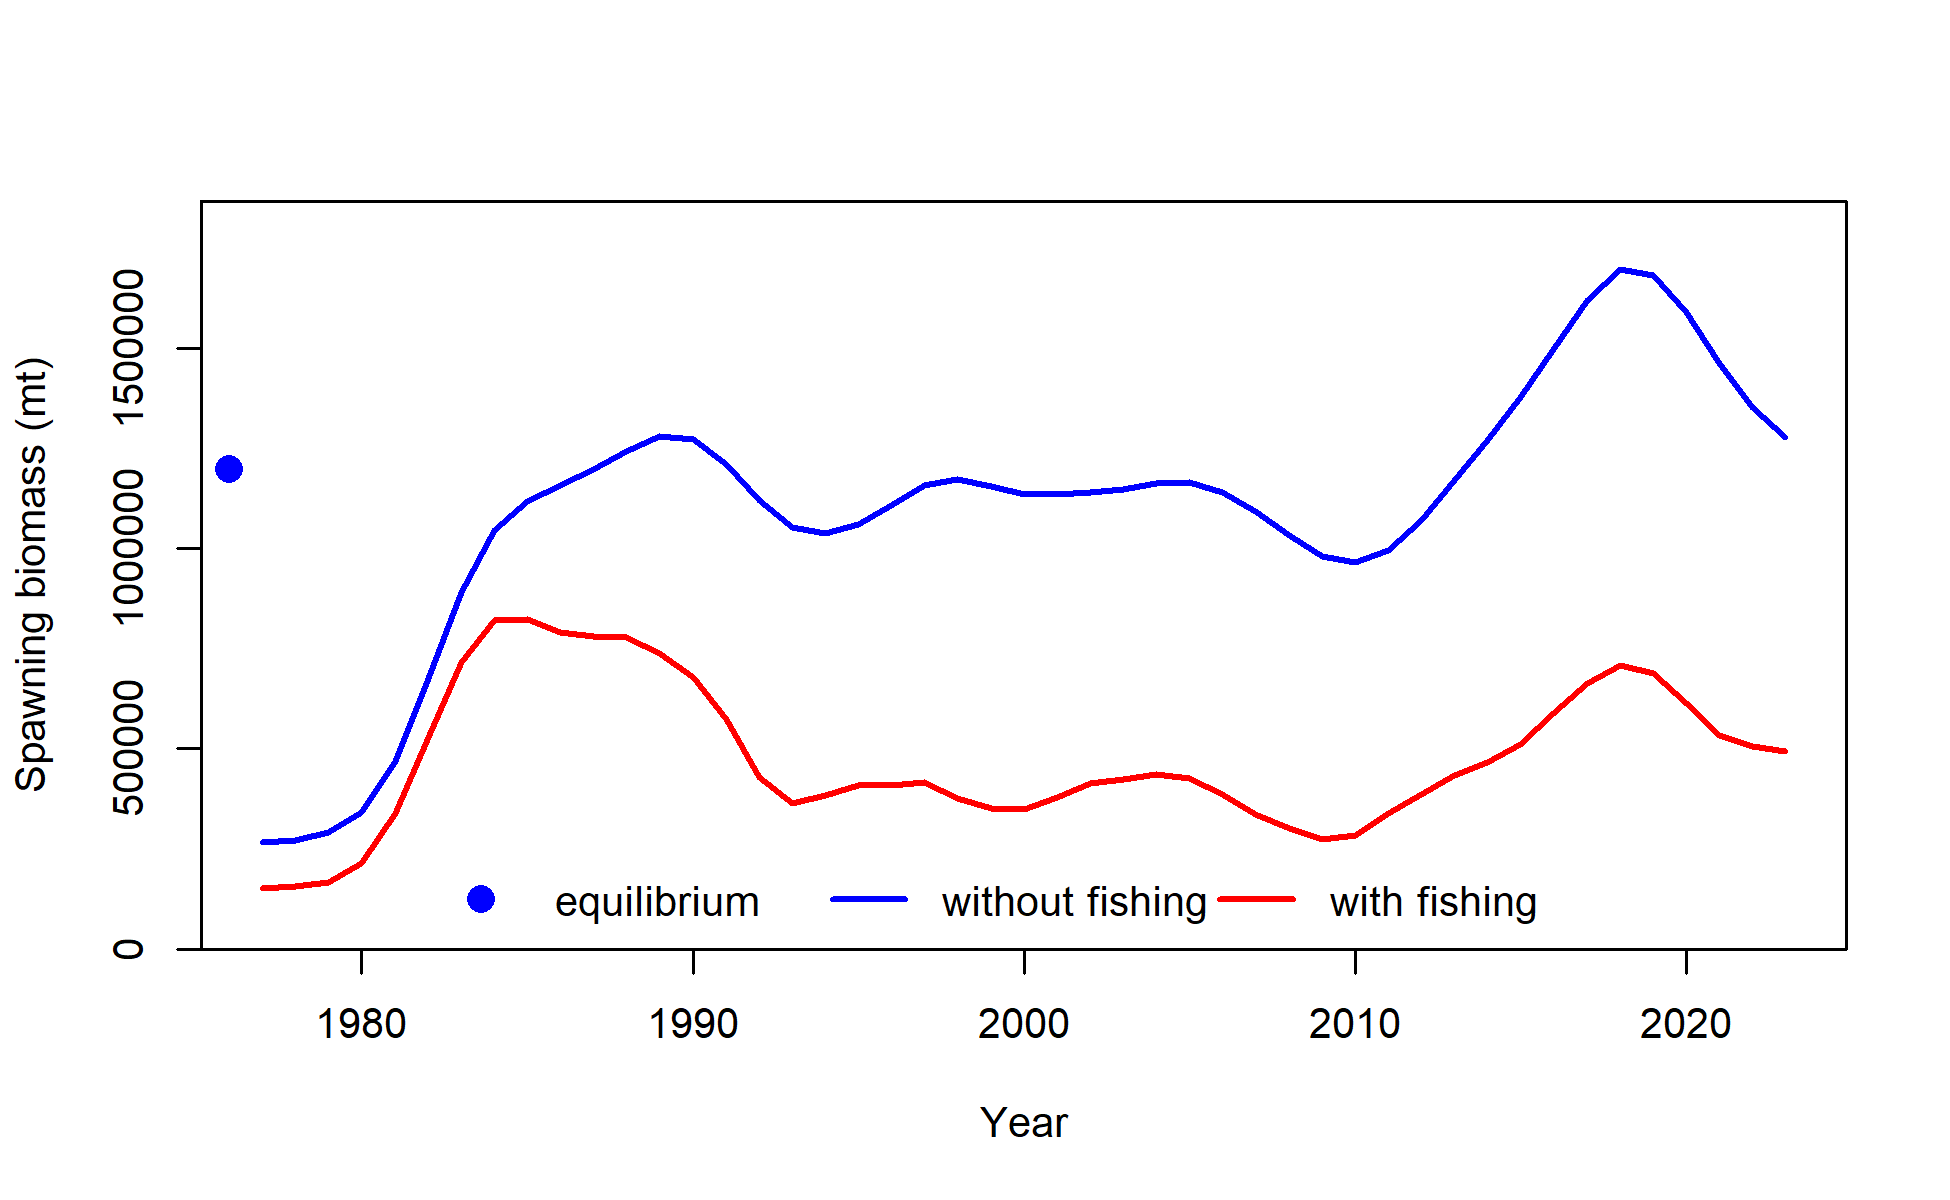 Spawning biomass (mt)
1500000
1000000
500000
0
equilibrium without fishing with fishing
1980 1990 2000 2010 2020
Year